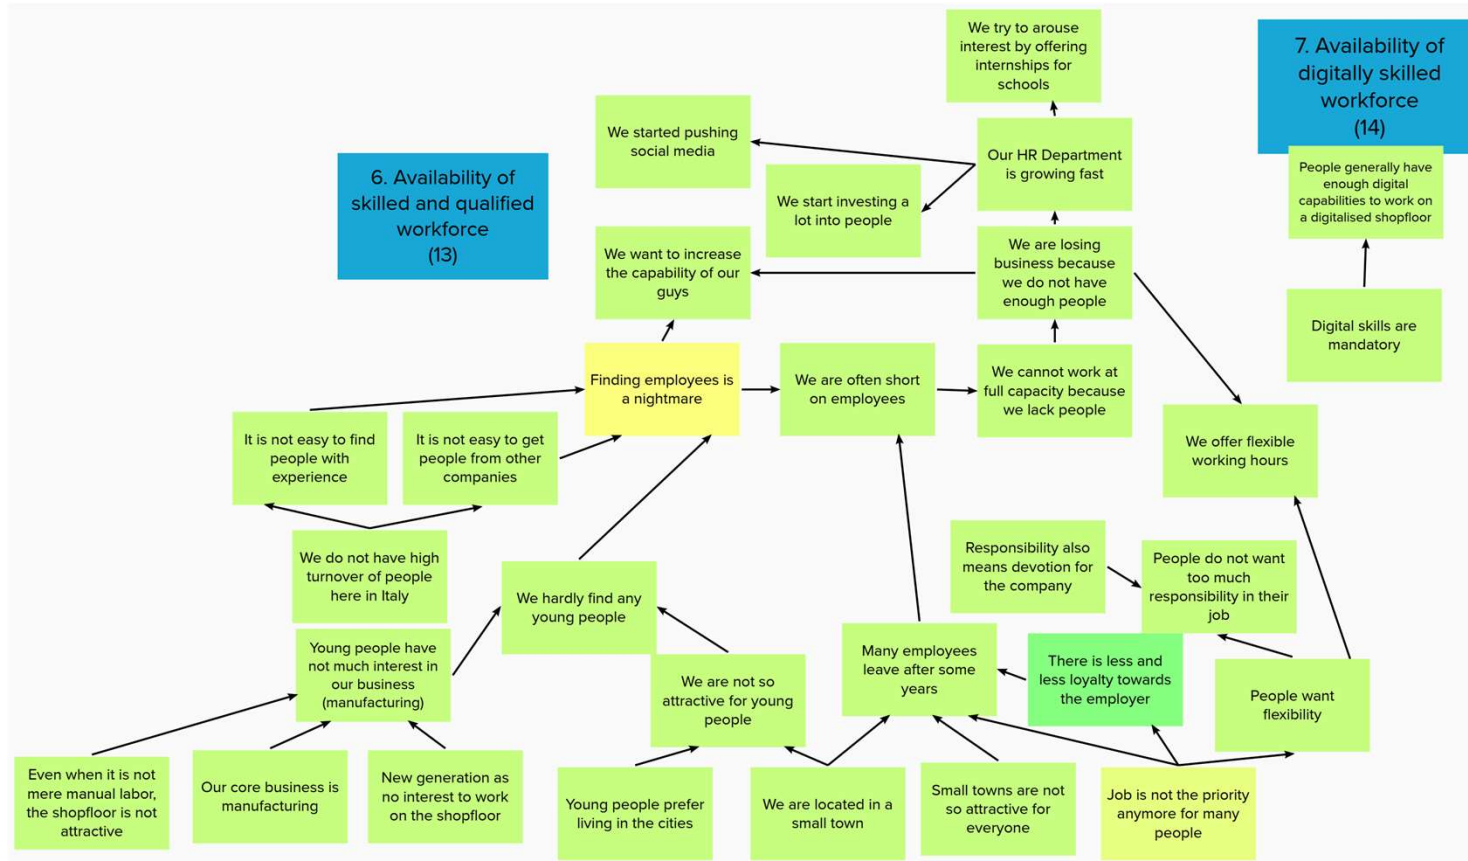 We try to arouse
interest by offering
internships for
schools
7. Availability of
digitally skilled
workforce
(14)
We started pushing
social media
Our HR Department
is growing fast
People generally have
enough digital
capabilities to work on
a digitalised shopfloor
6. Availability of
skilled and qualified
workforce
(13)
We start investing a
lot into people
We want to increase
the capability of our
guys
We are losing
business because
we do not have
enough people
Digital skills are
mandatory
Finding employees is
a nightmare
We are often short
on employees
We cannot work at
full capacity because
we lack people
It is not easy to find
people with
experience
It is not easy to get
people from other
companies
We offer flexible
working hours
We do not have high
turnover of people
here in Italy
We hardly find any
young people
Responsibility also
means devotion for
the company
People do not want
too much
responsibility in their
job
Young people have
not much interest in
our business
(manufacturing)
We are not so
attractive for young
people
Many employees
leave after some
years
There is less and
less loyalty towards
the employer
People want
flexibility
Even when it is not
mere manual labor,
the shopfloor is not
attractive
Our core business is
manufacturing
New generation as
no interest to work
on the shopfloor
Young people prefer
living in the cities
We are located in a
small town
Small towns are not
so attractive for
everyone
Job is not the priority
anymore for many
people